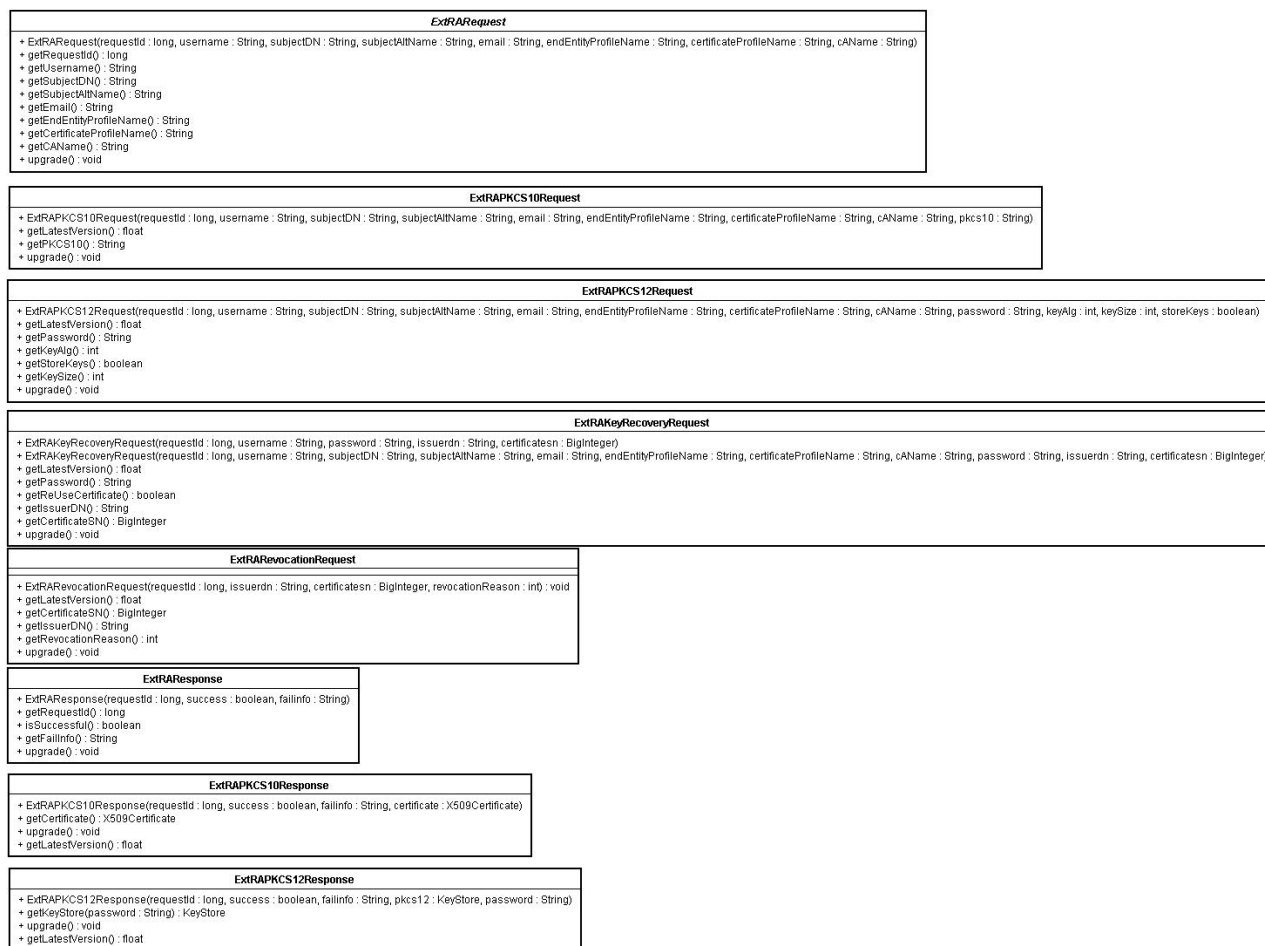 ExtRARequest
+ ExtRARequest(requestId : long, username : String, subjectDN : String, subjectAltName : String, email : String, endEntityProfileName : String, certificateProfileName : String, cAName : String)
+ getRequestId() : long
+ getUsername() : String
+ getSubjectDN() : String
+ getSubjectAltName() : String
+ getEmail() : String
+ getEndEntityProfileName() : String
+ getCertificateProfileName() : String
+ getCAName() : String
+ upgrade() : void
ExtRAPKCS10Request
+ ExtRAPKCS10Request(requestId : long, username : String, subjectDN : String, subjectAltName : String, email : String, endEntityProfileName : String, certificateProfileName : String, cAName : String, pkcs10 : String)
+ getLatestVersion() : float
+ getPKCS10() : String
+ upgrade() : void
ExtRAPKCS12Request
+ ExtRAPKCS12Request(requestId : long, username : String, subjectDN : String, subjectAltName : String, email : String, endEntityProfileName : String, certificateProfileName : String, cAName : String, password : String, keyAlg : int, keySize : int, storeKeys : boolean)
+ getLatestVersion() : float
+ getPassword() : String
+ getKeyAlg() : int
+ getStoreKeys() : boolean
+ getKeySize() : int
+ upgrade() : void
ExtRAKeyRecoveryRequest
+ ExtRAKeyRecoveryRequest(requestId : long, username : String, password : String, issuerdn : String, certificatesn : BigInteger)
+ ExtRAKeyRecoveryRequest(requestId : long, username : String, subjectDN : String, subjectAltName : String, email : String, endEntityProfileName : String, certificateProfileName : String, cAName : String, password : String, issuerdn : String, certificatesn : BigInteger)
+ getLatestVersion() : float
+ getPassword() : String
+ getReUseCertificate() : boolean
+ getIssuerDN() : String
+ getCertificateSN() : BigInteger
+ upgrade() : void
ExtRARevocationRequest
+ ExtRARevocationRequest(requestId : long, issuerdn : String, certificatesn : BigInteger, revocationReason : int) : void
+ getLatestVersion() : float
+ getCertificateSN() : BigInteger
+ getIssuerDN() : String
+ getRevocationReason() : int
+ upgrade() : void
ExtRAResponse
+ ExtRAResponse(requestId : long, success : boolean, failinfo : String)
+ getRequestId() : long
+ isSuccessful() : boolean
+ getFailInfo() : String
+ upgrade() : void
ExtRAPKCS10Response
+ ExtRAPKCS10Response(requestId : long, success : boolean, failinfo : String, certificate : X509Certificate)
+ getCertificate() : X509Certificate
+ upgrade() : void
+ getLatestVersion() : float
ExtRAPKCS12Response
+ ExtRAPKCS12Response(requestId : long, success : boolean, failinfo : String, pkcs12 : KeyStore, password : String)
+ getKeyStore(password : String) : KeyStore
+ upgrade() : void
+ getLatestVersion() : float